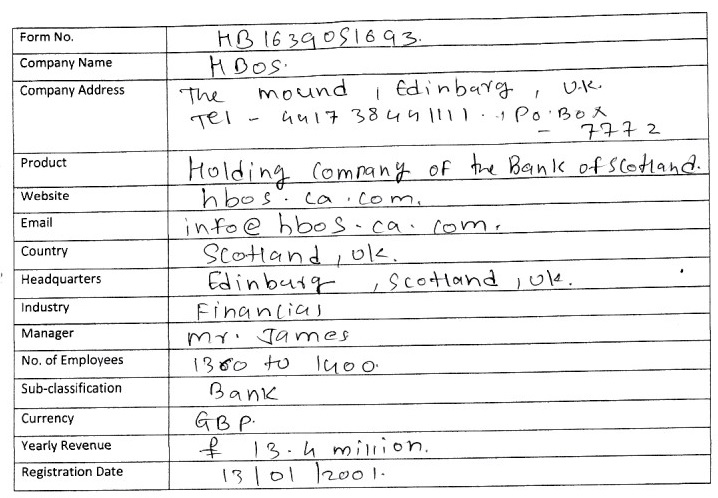 Form No. HB1639051693.
Company Name HBOS.
Company Address The mound, Edinburg, U.K.
Tel - 441738441111., Po. Box
- 7772
Product Holding Company of the Bank of Scotland.
Website hbos.ca.com.
Email info@hbos.ca.com.
Country Scotland, Uk.
Headquarters Edinburg, Scotland, Uk.
Industry Financial
Manager Mr. James
No. of Employees 1300 to 1400.
Sub-classification Bank
Currency GBP.
Yearly Revenue £ 13.4 million.
Registration Date 13/01/2001.